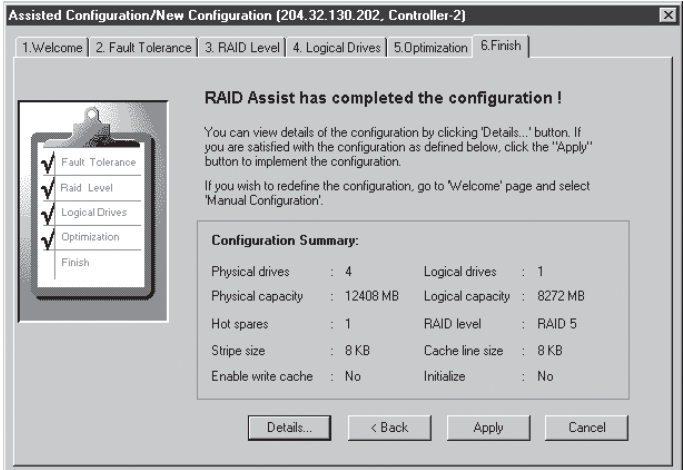 Assisted Configuration/New Configuration (204.32.130.202, Controller-2)
1.Welcome 2. Fault Tolerance 3. RAID Level 4. Logical Drives 5.Optimization 6.Finish
Fault Tolerance
Raid Level
Logical Drives
Optimization
Finish
RAID Assist has completed the configuration !
You can view details of the configuration by clicking 'Details...' button. If
you are satisfied with the configuration as defined below, click the "Apply"
button to implement the configuration.
If you wish to redefine the configuration, go to 'Welcome' page and select
'Manual Configuration'.
Configuration Summary:
Physical drives : 4 Logical drives : 1
Physical capacity : 12408 MB Logical capacity : 8272 MB
Hot spares : 1 RAID level : RAID 5
Stripe size : 8 KB Cache line size : 8 KB
Enable write cache : No Initialize : No
Details... < Back Apply Cancel